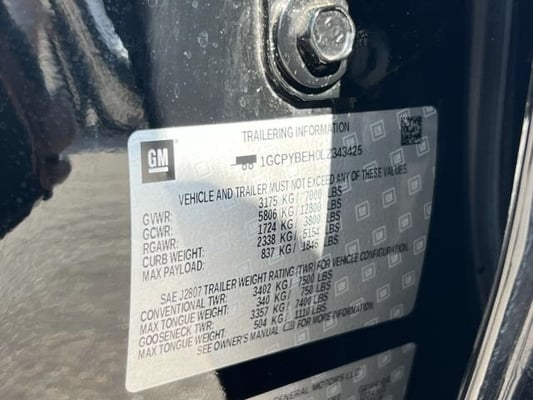 GM
TRAILERING INFORMATION
1GCPYBEH0LZ343425
VEHICLE AND TRAILER MUST NOT EXCEED ANY OF THESE VALUES
GVWR: 3175 KG/ 7000 LBS
GCWR: 5806 KG/ 12800 LBS
RGAWR: 1724 KG/ 3800 LBS
CURB WEIGHT: 2338 KG/ 5154 LBS
MAX PAYLOAD: 837 KG/ 1846 LBS
SAE J2807 TRAILER WEIGHT RATING (TWR) FOR VEHICLE CONFIGURATION
CONVENTIONAL TWR: 3402 KG/ 7500 LBS
MAX TONGUE WEIGHT: 340 KG/ 750 LBS
GOOSENECK TWR: 3357 KG/ 7400 LBS
MAX TONGUE WEIGHT: 504 KG/ 1110 LBS
SEE OWNER'S MANUAL FOR MORE INFORMATION
GENERAL MOTORS LLC